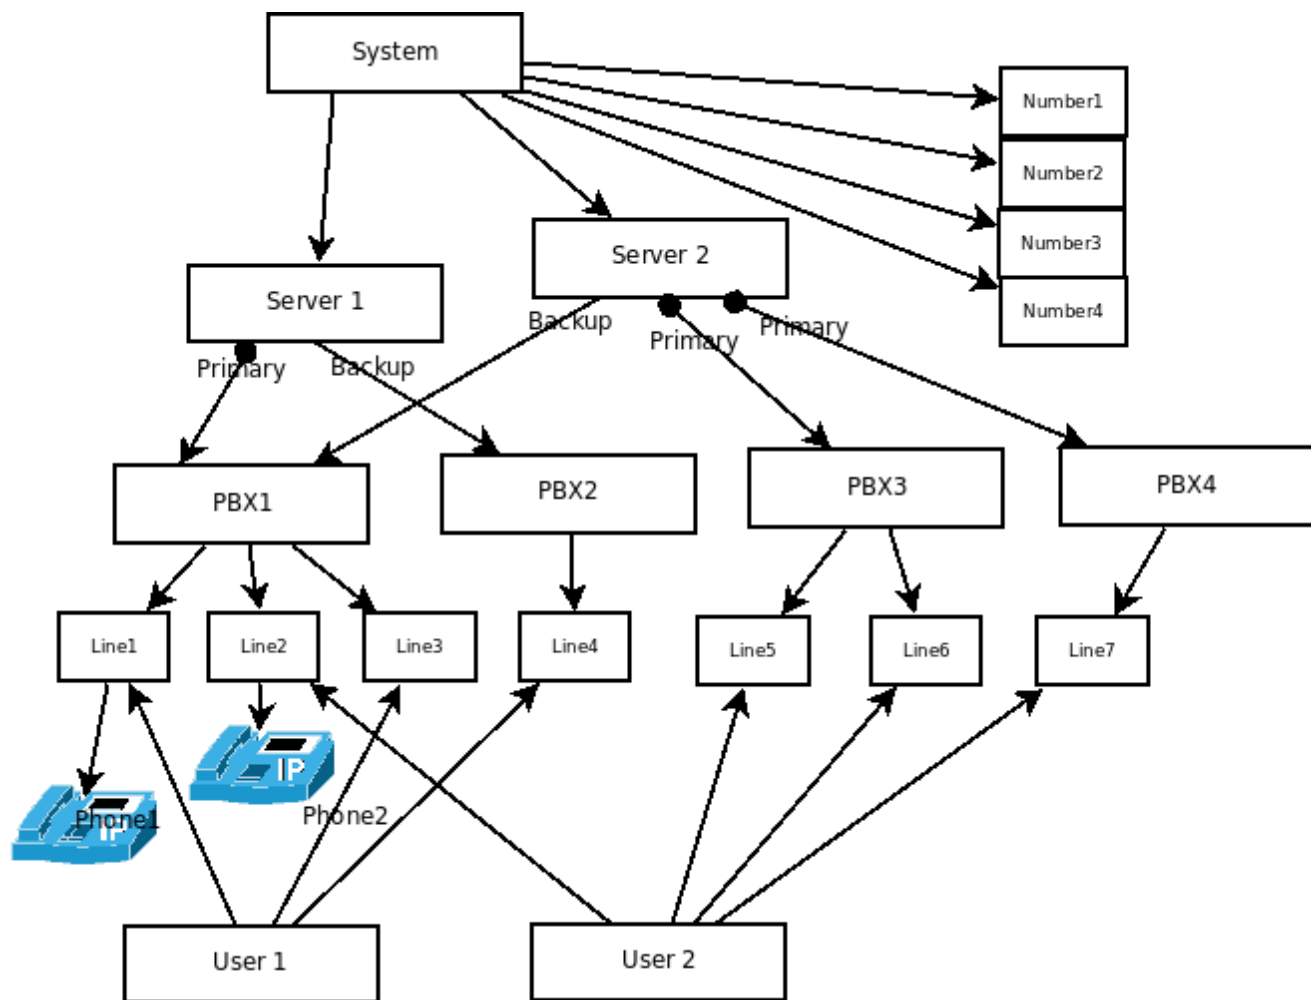 System
Number1
Number2
Number3
Number4
Server 2
Server 1
Backup
Primary
Primary
Primary
Backup
PBX1
PBX2
PBX3
PBX4
Line1
Line2
Line3
Line4
Line5
Line6
Line7
IP
Phone1
IP
Phone2
User 1
User 2